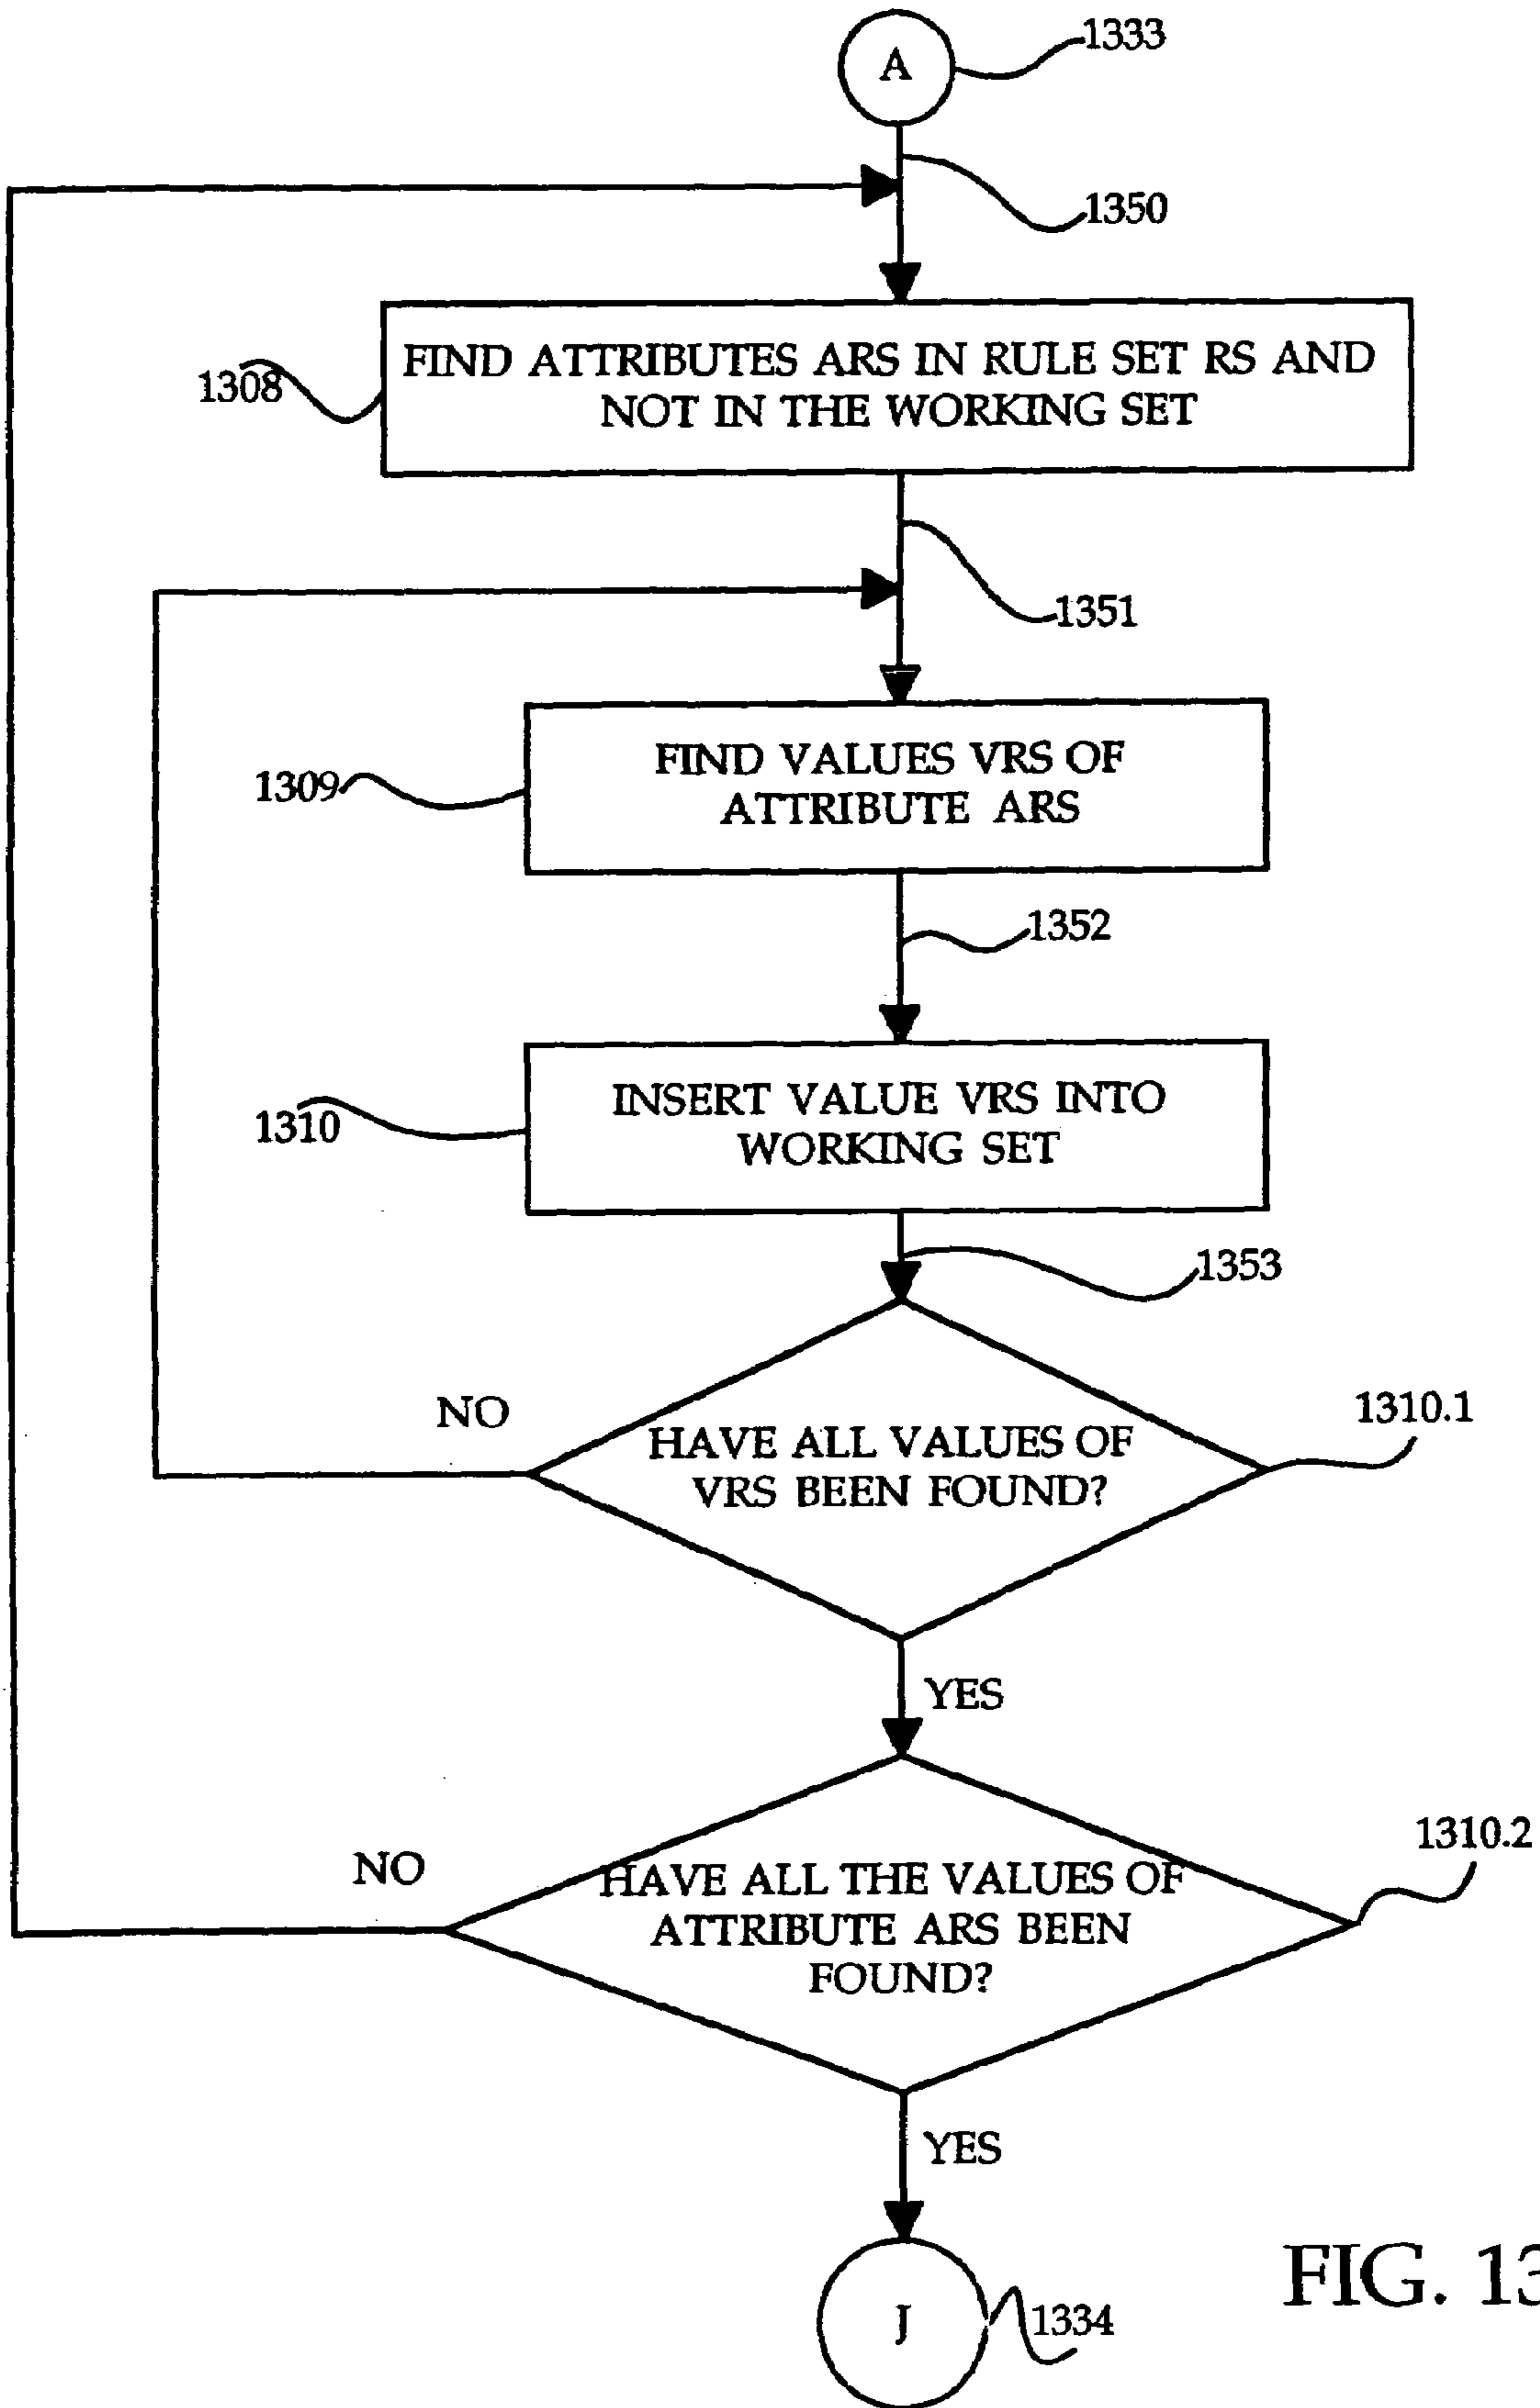 A
1333
1350
1308
FIND ATTRIBUTES ARS IN RULE SET RS AND
NOT IN THE WORKING SET
1351
1309
FIND VALUES VRS OF
ATTRIBUTE ARS
1352
1310
INSERT VALUE VRS INTO
WORKING SET
1353
NO
HAVE ALL VALUES OF
VRS BEEN FOUND?
1310.1
YES
NO
HAVE ALL THE VALUES OF
ATTRIBUTE ARS BEEN
FOUND?
1310.2
YES
J
1334
FIG. 13